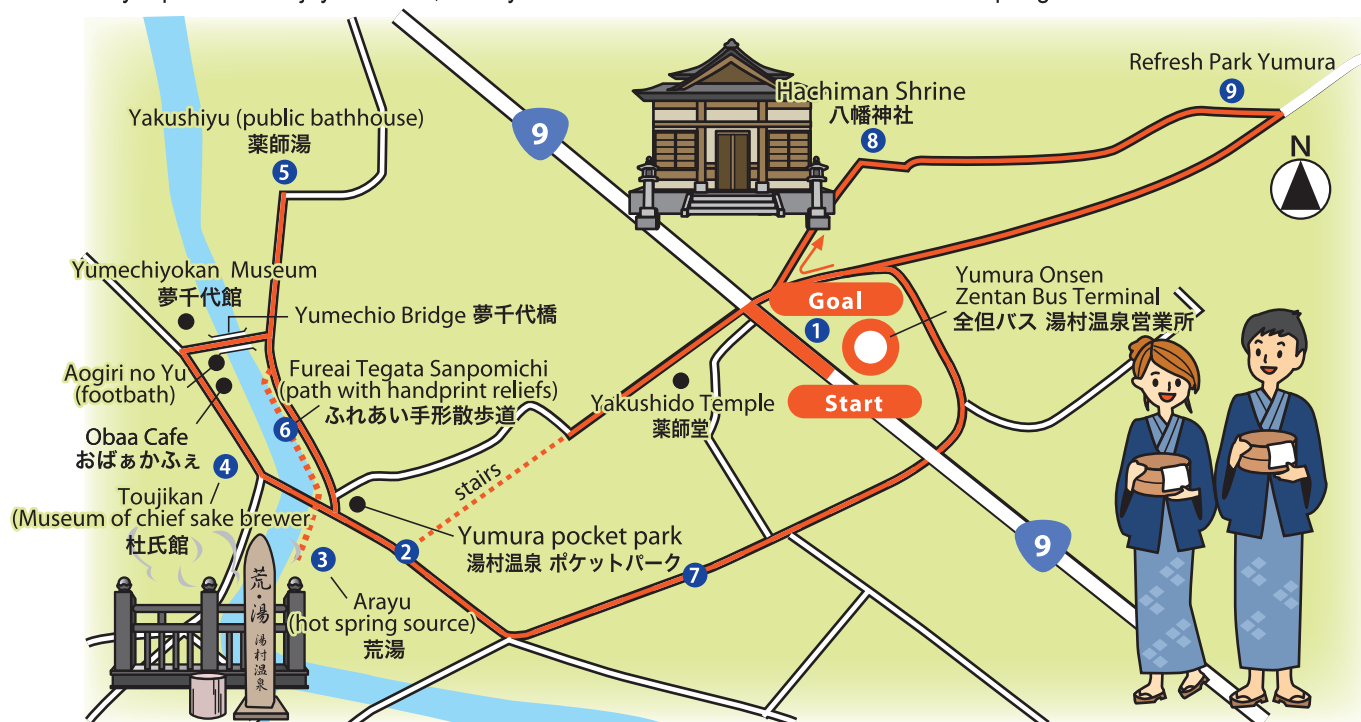 Refresh Park Yumura
9
N
Hachiman Shrine
八幡神社
8
9
Yakushiyu (public bathhouse)
薬師湯
5
Yumechiyokan Museum
夢千代館
Yumechio Bridge 夢千代橋
Goal
1
Start
Yumura Onsen
Zentan Bus Terminal
全但バス 湯村温泉営業所
Aogiri no Yu
(footbath)
Fureai Tegata Sanpomichi
(path with handprint reliefs)
ふれあい手形散歩道
6
Yakushido Temple
薬師堂
Obaa Cafe
おばぁかふぇ
4
Toujikan
(Museum of chief sake brewer
杜氏館
stairs
Yumura pocket park
湯村温泉 ポケットパーク
2
3
7
9
Arayu
(hot spring source)
荒湯
荒・湯
湯村温泉